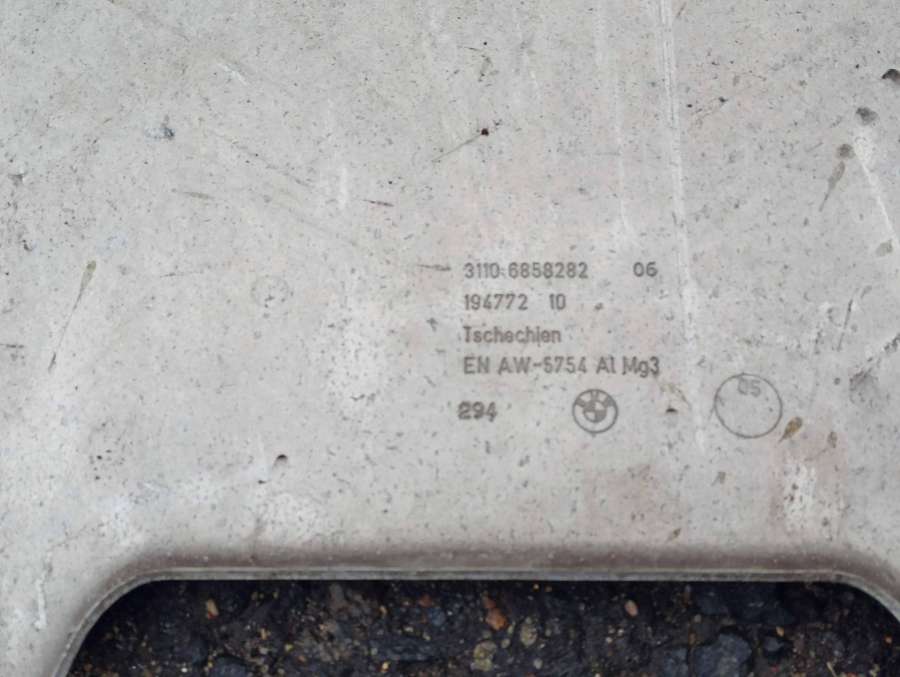 3110 6858282 06
194772 10
Tschechien
EN AW-5754 Al Mg3
294
05